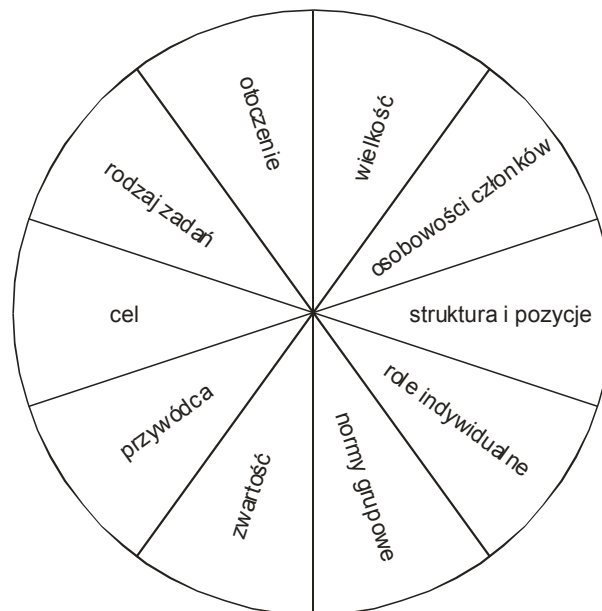 otoczenie
wielkość
rodzaj zadań
osobowości członków
cel
struktura i pozycje
przywódca
role indywidualne
zwartość
normy grupowe